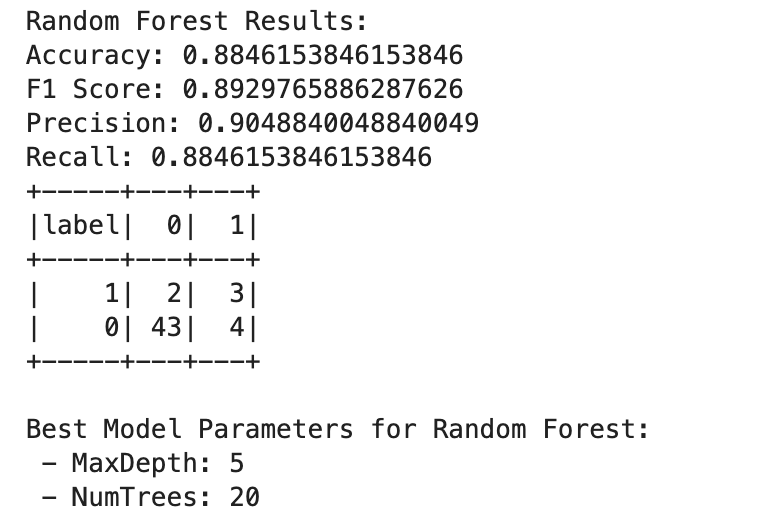 Random Forest Results:
Accuracy: 0.8846153846153846
F1 Score: 0.8929765886287626
Precision: 0.9048840048840049
Recall: 0.8846153846153846
+-----+---+---+
|label|  0|  1|
+-----+---+---+
|    1|  2|  3|
|    0| 43|  4|
+-----+---+---+
Best Model Parameters for Random Forest:
 - MaxDepth: 5
 - NumTrees: 20